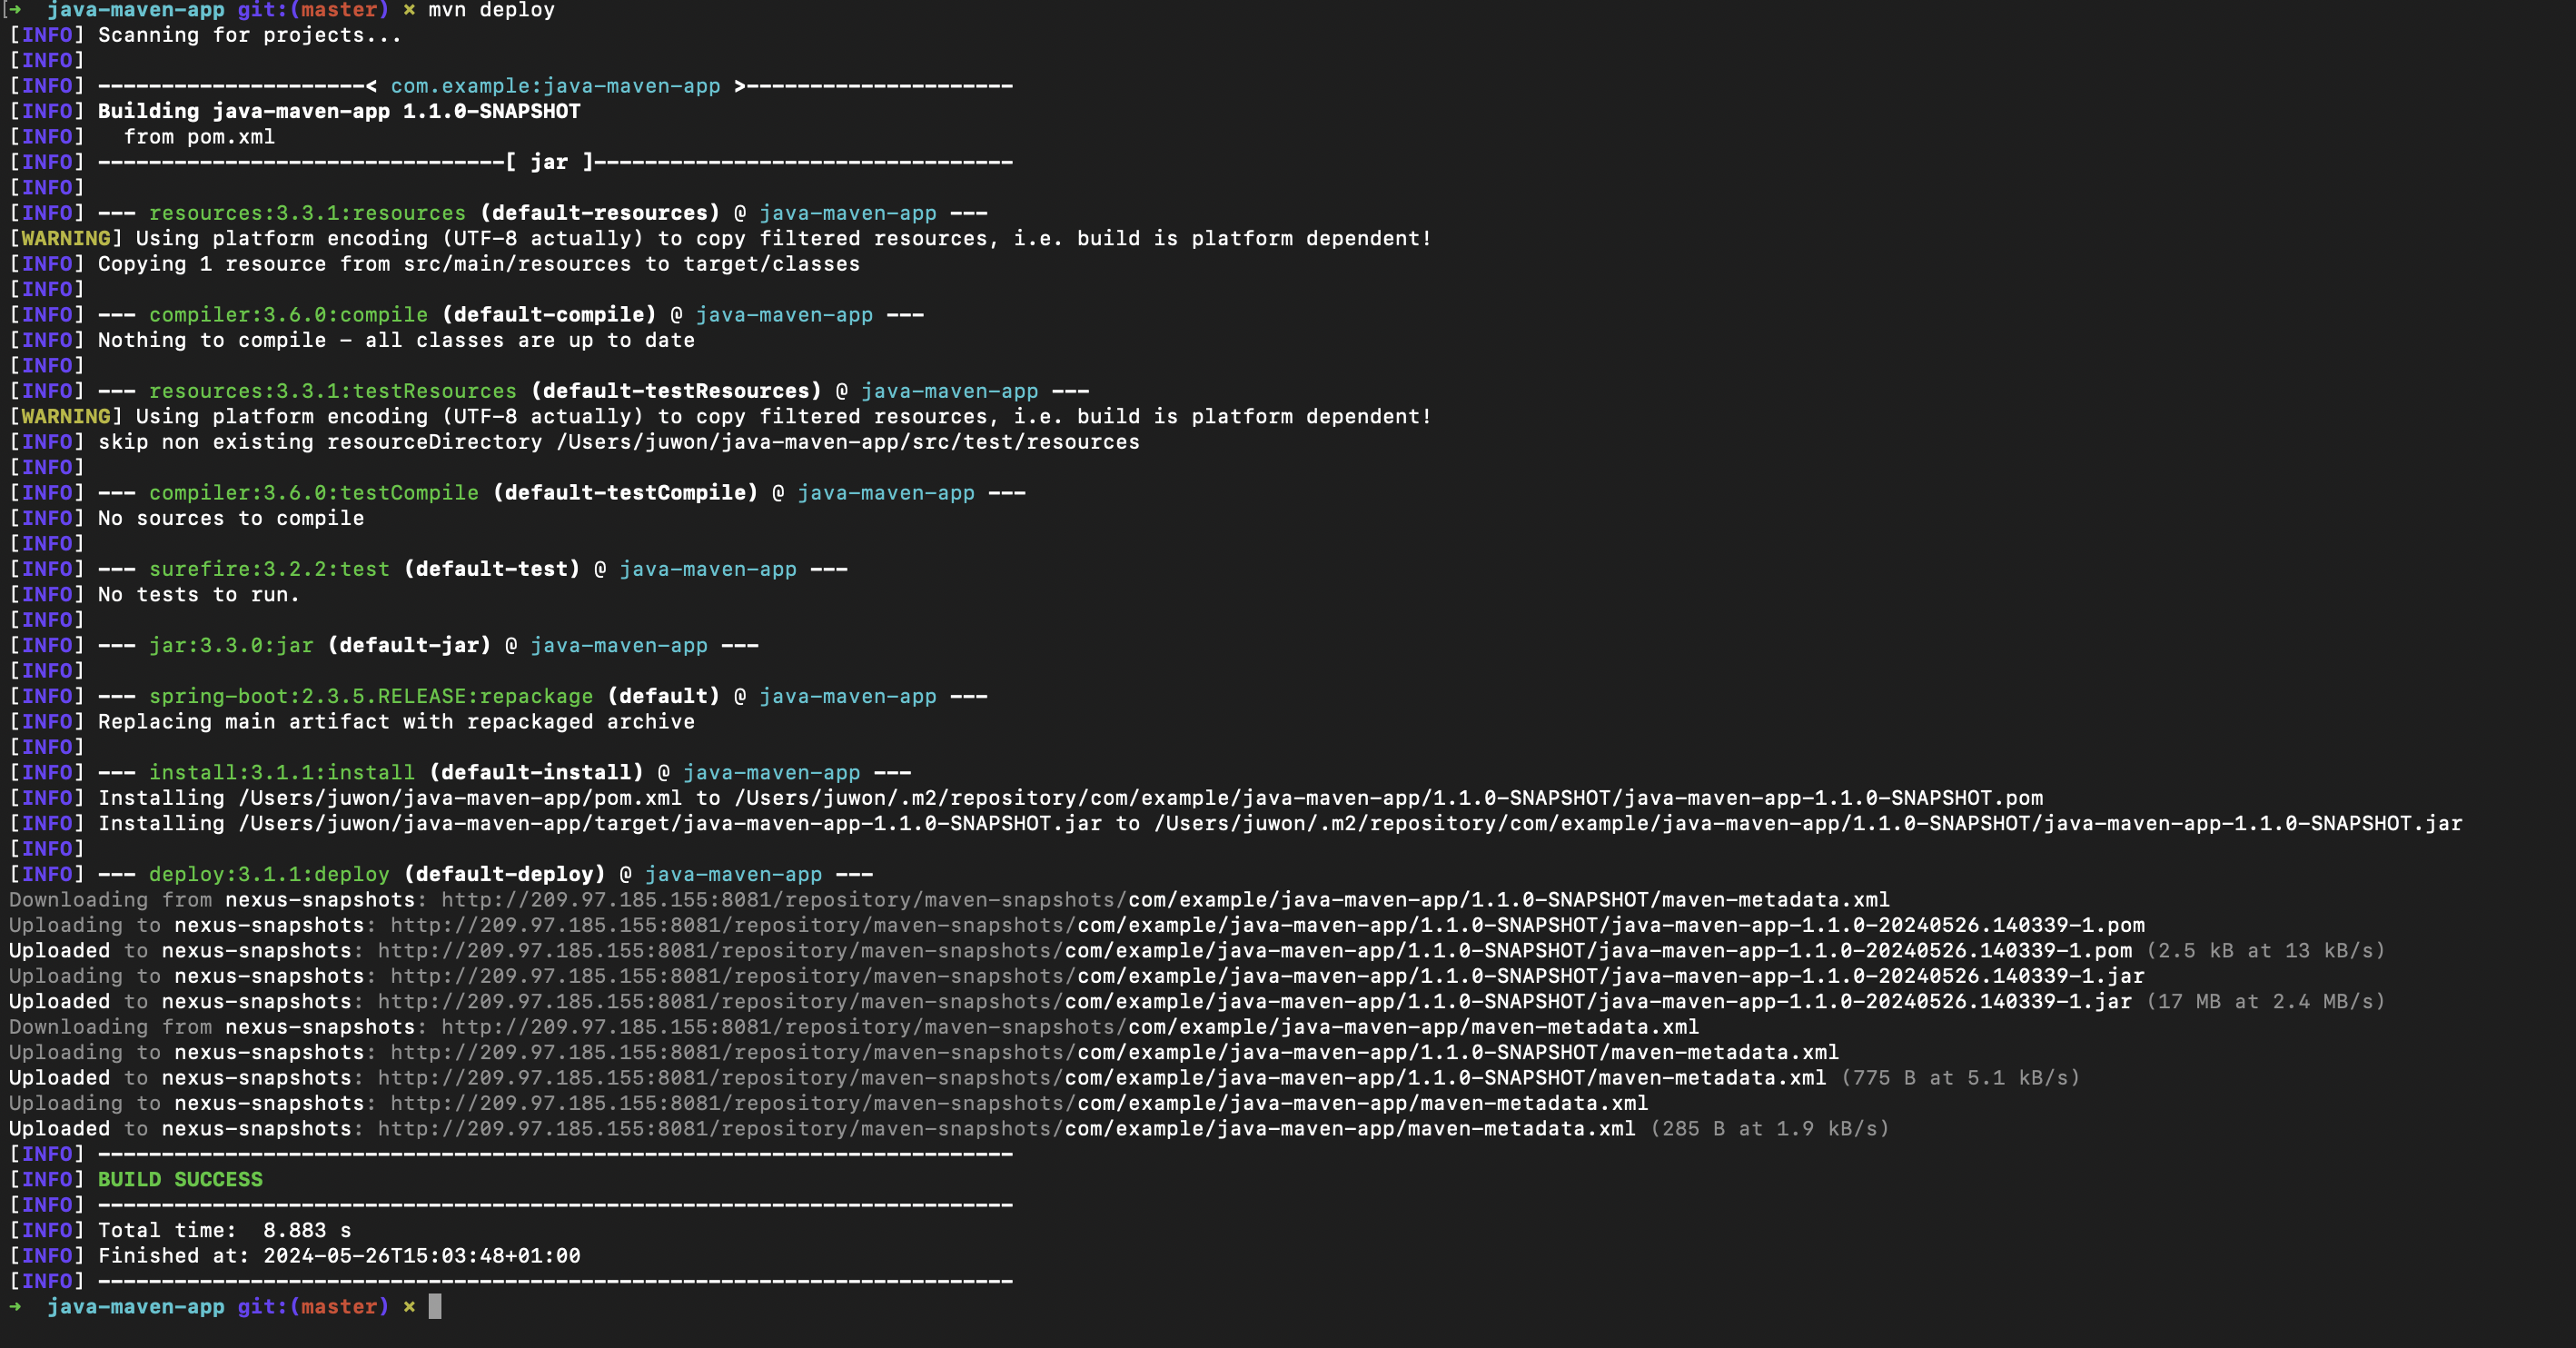 [→  java-maven-app git:(master) × mvn deploy
[INFO] Scanning for projects...
[INFO]
[INFO] ---------------------< com.example:java-maven-app >---------------------
[INFO] Building java-maven-app 1.1.0-SNAPSHOT
[INFO]   from pom.xml
[INFO] --------------------------------[ jar ]---------------------------------
[INFO]
[INFO] --- resources:3.3.1:resources (default-resources) @ java-maven-app ---
[WARNING] Using platform encoding (UTF-8 actually) to copy filtered resources, i.e. build is platform dependent!
[INFO] Copying 1 resource from src/main/resources to target/classes
[INFO]
[INFO] --- compiler:3.6.0:compile (default-compile) @ java-maven-app ---
[INFO] Nothing to compile - all classes are up to date
[INFO]
[INFO] --- resources:3.3.1:testResources (default-testResources) @ java-maven-app ---
[WARNING] Using platform encoding (UTF-8 actually) to copy filtered resources, i.e. build is platform dependent!
[INFO] skip non existing resourceDirectory /Users/juwon/java-maven-app/src/test/resources
[INFO]
[INFO] --- compiler:3.6.0:testCompile (default-testCompile) @ java-maven-app ---
[INFO] No sources to compile
[INFO]
[INFO] --- surefire:3.2.2:test (default-test) @ java-maven-app ---
[INFO] No tests to run.
[INFO]
[INFO] --- jar:3.3.0:jar (default-jar) @ java-maven-app ---
[INFO]
[INFO] --- spring-boot:2.3.5.RELEASE:repackage (default) @ java-maven-app ---
[INFO] Replacing main artifact with repackaged archive
[INFO]
[INFO] --- install:3.1.1:install (default-install) @ java-maven-app ---
[INFO] Installing /Users/juwon/java-maven-app/pom.xml to /Users/juwon/.m2/repository/com/example/java-maven-app/1.1.0-SNAPSHOT/java-maven-app-1.1.0-SNAPSHOT.pom
[INFO] Installing /Users/juwon/java-maven-app/target/java-maven-app-1.1.0-SNAPSHOT.jar to /Users/juwon/.m2/repository/com/example/java-maven-app/1.1.0-SNAPSHOT/java-maven-app-1.1.0-SNAPSHOT.jar
[INFO]
[INFO] --- deploy:3.1.1:deploy (default-deploy) @ java-maven-app ---
Downloading from nexus-snapshots: http://209.97.185.155:8081/repository/maven-snapshots/com/example/java-maven-app/1.1.0-SNAPSHOT/maven-metadata.xml
Uploading to nexus-snapshots: http://209.97.185.155:8081/repository/maven-snapshots/com/example/java-maven-app/1.1.0-SNAPSHOT/java-maven-app-1.1.0-20240526.140339-1.pom
Uploaded to nexus-snapshots: http://209.97.185.155:8081/repository/maven-snapshots/com/example/java-maven-app/1.1.0-SNAPSHOT/java-maven-app-1.1.0-20240526.140339-1.pom (2.5 kB at 13 kB/s)
Uploading to nexus-snapshots: http://209.97.185.155:8081/repository/maven-snapshots/com/example/java-maven-app/1.1.0-SNAPSHOT/java-maven-app-1.1.0-20240526.140339-1.jar
Uploaded to nexus-snapshots: http://209.97.185.155:8081/repository/maven-snapshots/com/example/java-maven-app/1.1.0-SNAPSHOT/java-maven-app-1.1.0-20240526.140339-1.jar (17 MB at 2.4 MB/s)
Downloading from nexus-snapshots: http://209.97.185.155:8081/repository/maven-snapshots/com/example/java-maven-app/maven-metadata.xml
Uploading to nexus-snapshots: http://209.97.185.155:8081/repository/maven-snapshots/com/example/java-maven-app/1.1.0-SNAPSHOT/maven-metadata.xml
Uploaded to nexus-snapshots: http://209.97.185.155:8081/repository/maven-snapshots/com/example/java-maven-app/1.1.0-SNAPSHOT/maven-metadata.xml (775 B at 5.1 kB/s)
Uploading to nexus-snapshots: http://209.97.185.155:8081/repository/maven-snapshots/com/example/java-maven-app/maven-metadata.xml
Uploaded to nexus-snapshots: http://209.97.185.155:8081/repository/maven-snapshots/com/example/java-maven-app/maven-metadata.xml (285 B at 1.9 kB/s)
[INFO] ------------------------------------------------------------------------
[INFO] BUILD SUCCESS
[INFO] ------------------------------------------------------------------------
[INFO] Total time:  8.883 s
[INFO] Finished at: 2024-05-26T15:03:48+01:00
[INFO] ------------------------------------------------------------------------
→  java-maven-app git:(master) ×